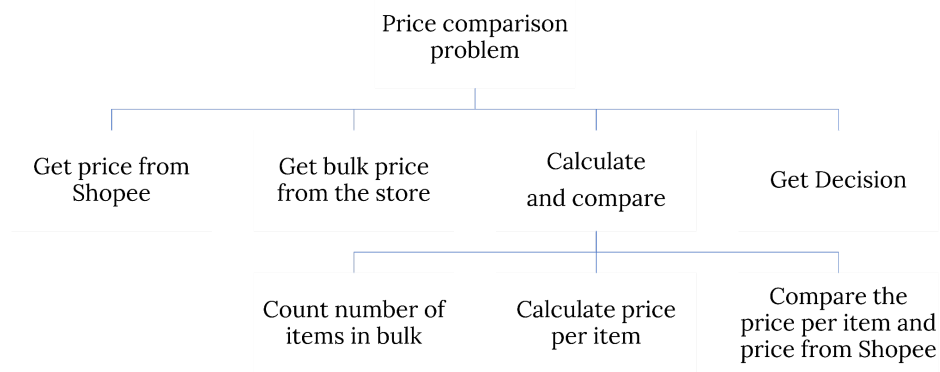 Price comparison
problem
Get price from
Shopee
Get bulk price
from the store
Calculate
and compare
Get Decision
Count number of
items in bulk
Calculate price
per item
Compare the
price per item and
price from Shopee